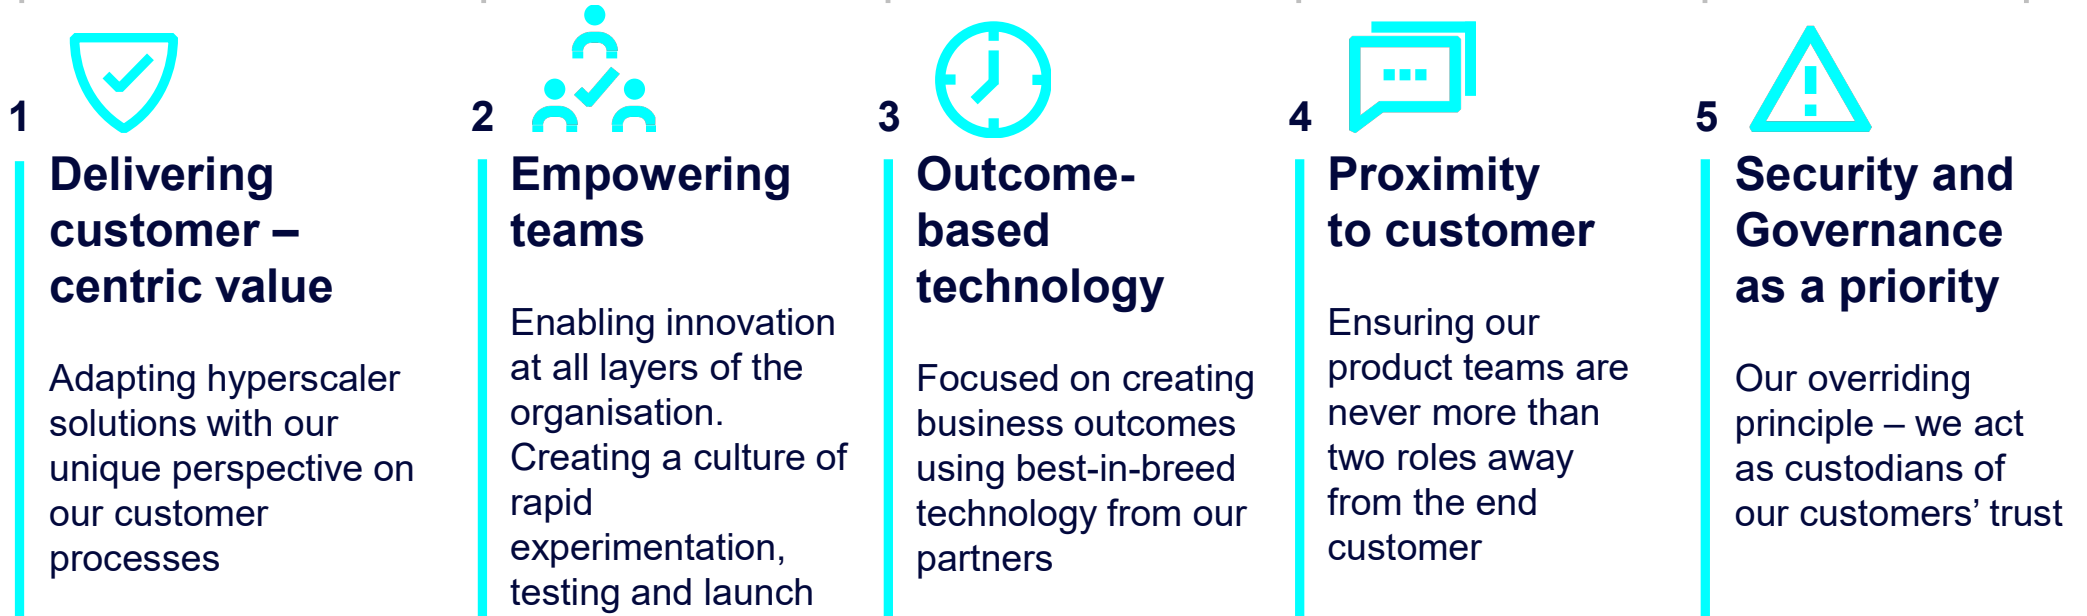 1
Delivering
customer –
centric value
Adapting hyperscaler
solutions with our
unique perspective on
our customer
processes
2
Empowering
teams
Enabling innovation
at all layers of the
organisation.
Creating a culture of
rapid
experimentation,
testing and launch
3
Outcome-
based
technology
Focused on creating
business outcomes
using best-in-breed
technology from our
partners
4
Proximity
to customer
Ensuring our
product teams are
never more than
two roles away
from the end
customer
5
Security and
Governance
as a priority
Our overriding
principle – we act
as custodians of
our customers’ trust